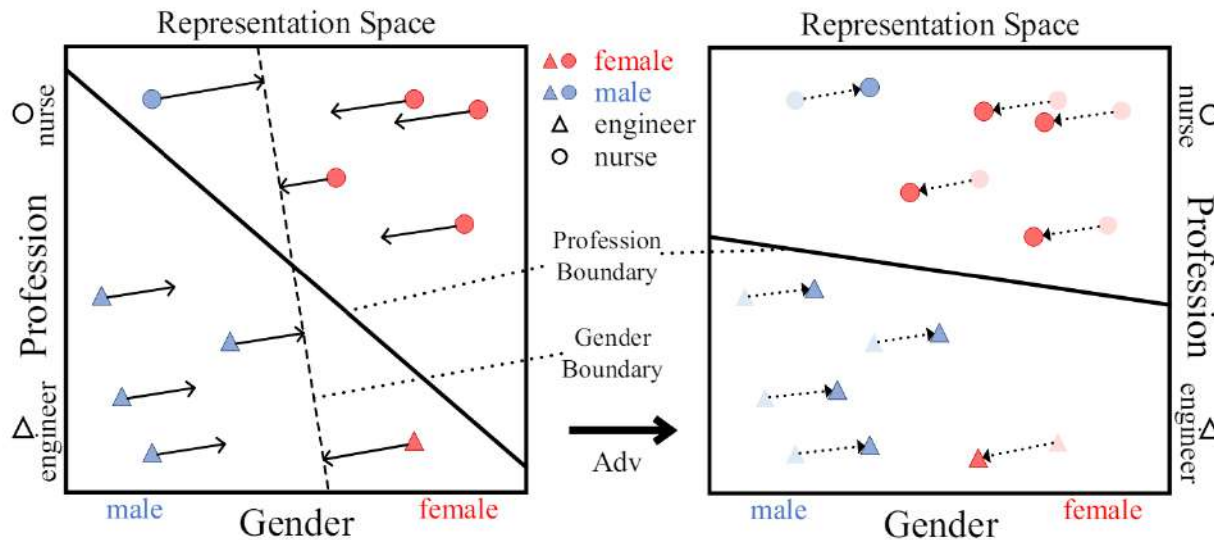 Representation Space
Representation Space
female
male
engineer
nurse
nurse
Profession
engineer
Profession
Boundary
Gender
Boundary
Adv
nurse
Profession
engineer
male
Gender
female
male
Gender
female